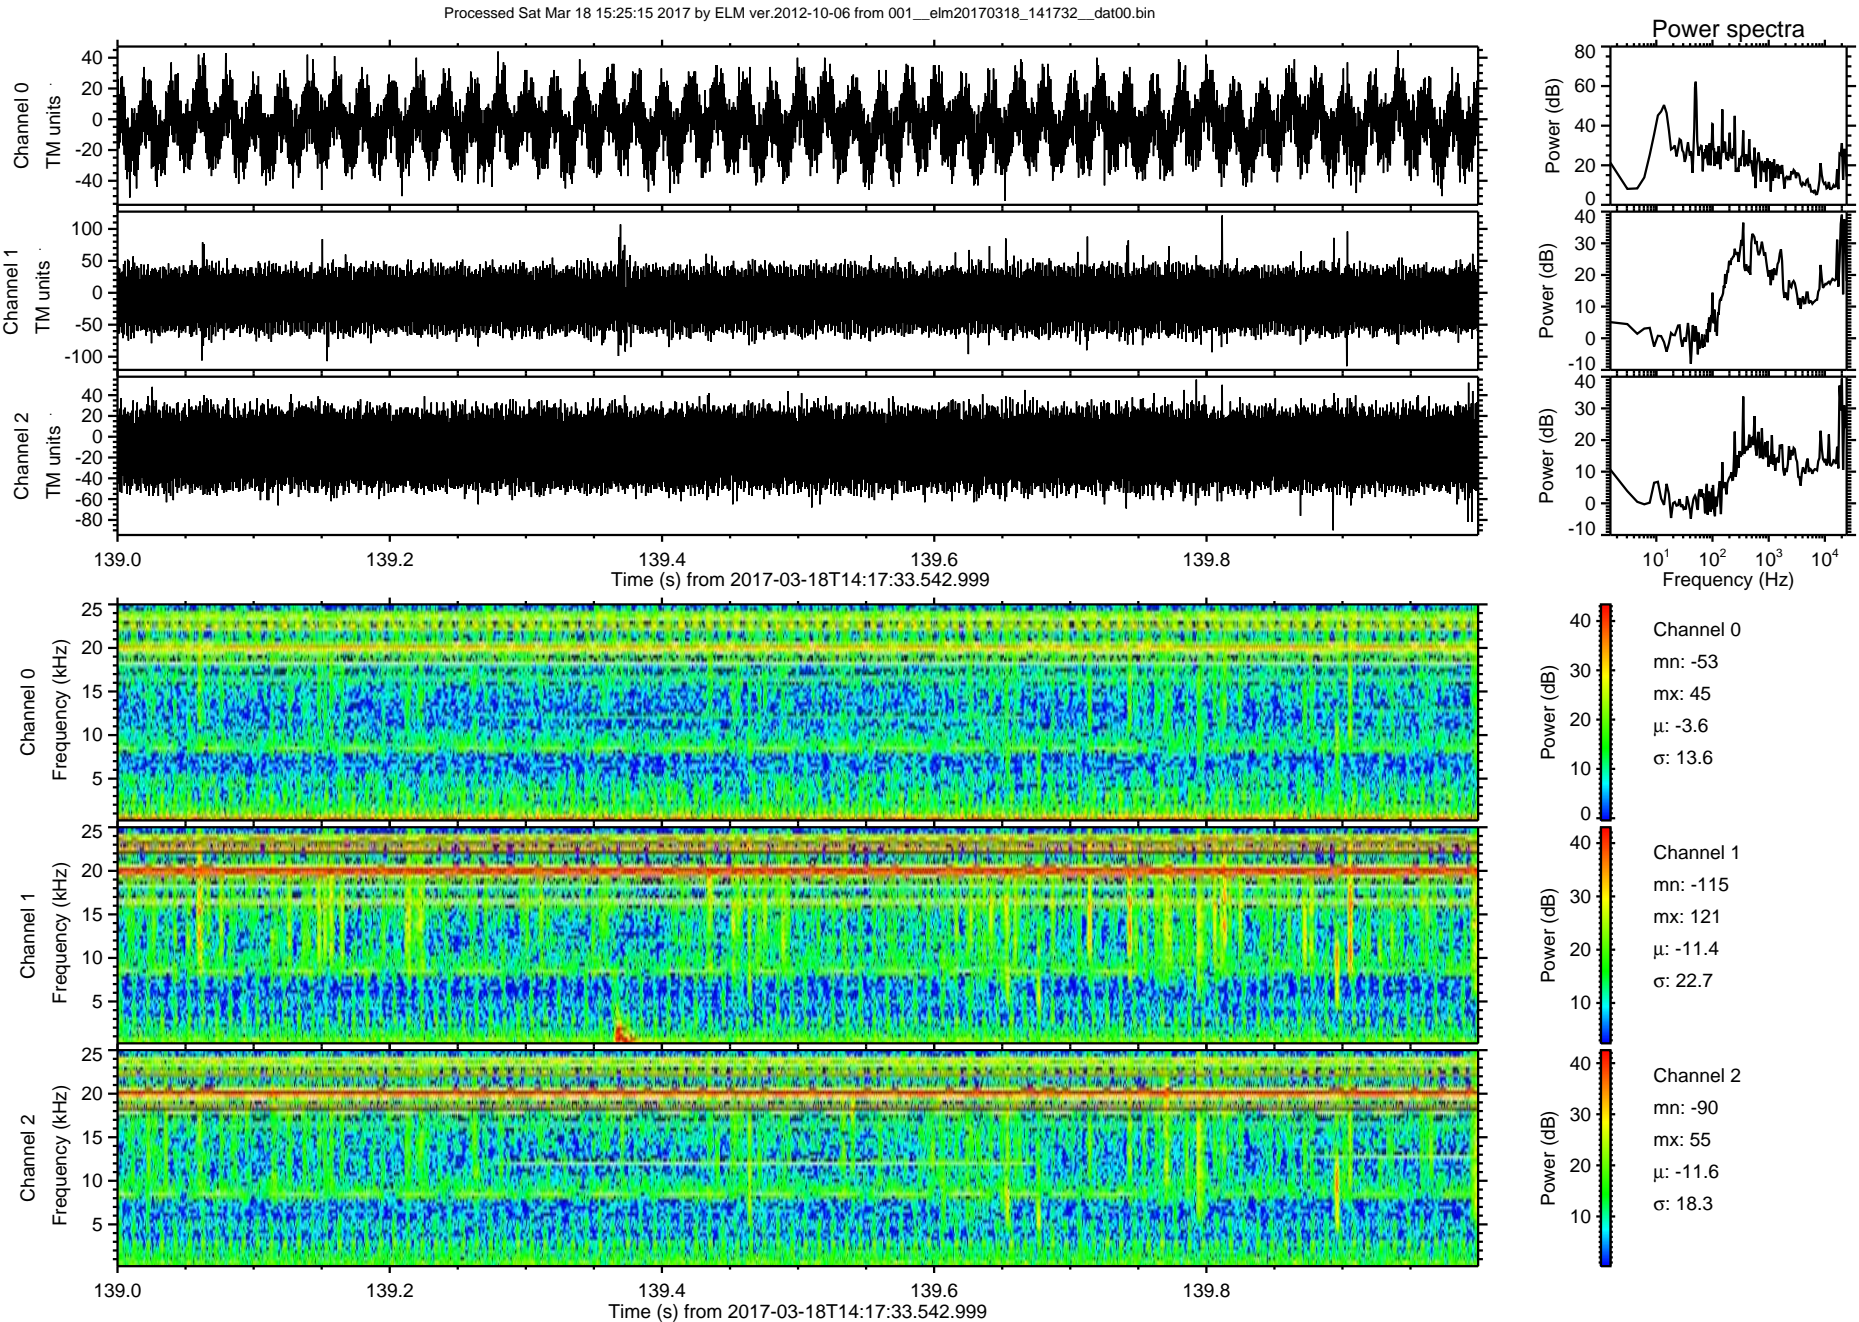 Processed Sat Mar 18 15:25:15 2017 by ELM ver.2012-10-06 from 001__elm20170318_141732__dat00.bin
Power spectra
Channel 0
TM units
40
20
0
-20
-40
Power (dB)
80
60
40
20
0
Channel 1
TM units
100
50
0
-50
-100
Power (dB)
40
30
20
10
0
-10
Channel 2
TM units
40
20
0
-20
-40
-60
-80
Power (dB)
40
30
20
10
0
-10
139.0 139.2 139.4 139.6 139.8
Time (s) from 2017-03-18T14:17:33.542.999
10¹ 10² 10³ 10⁴
Frequency (Hz)
Channel 0
Frequency (kHz)
25
20
15
10
5
Power (dB)
40
30
20
10
0
Channel 0
mn: -53
mx: 45
μ: -3.6
σ: 13.6
Channel 1
Frequency (kHz)
25
20
15
10
5
Power (dB)
40
30
20
10
Channel 1
mn: -115
mx: 121
μ: -11.4
σ: 22.7
Channel 2
Frequency (kHz)
25
20
15
10
5
Power (dB)
40
30
20
10
Channel 2
mn: -90
mx: 55
μ: -11.6
σ: 18.3
139.0 139.2 139.4 139.6 139.8
Time (s) from 2017-03-18T14:17:33.542.999